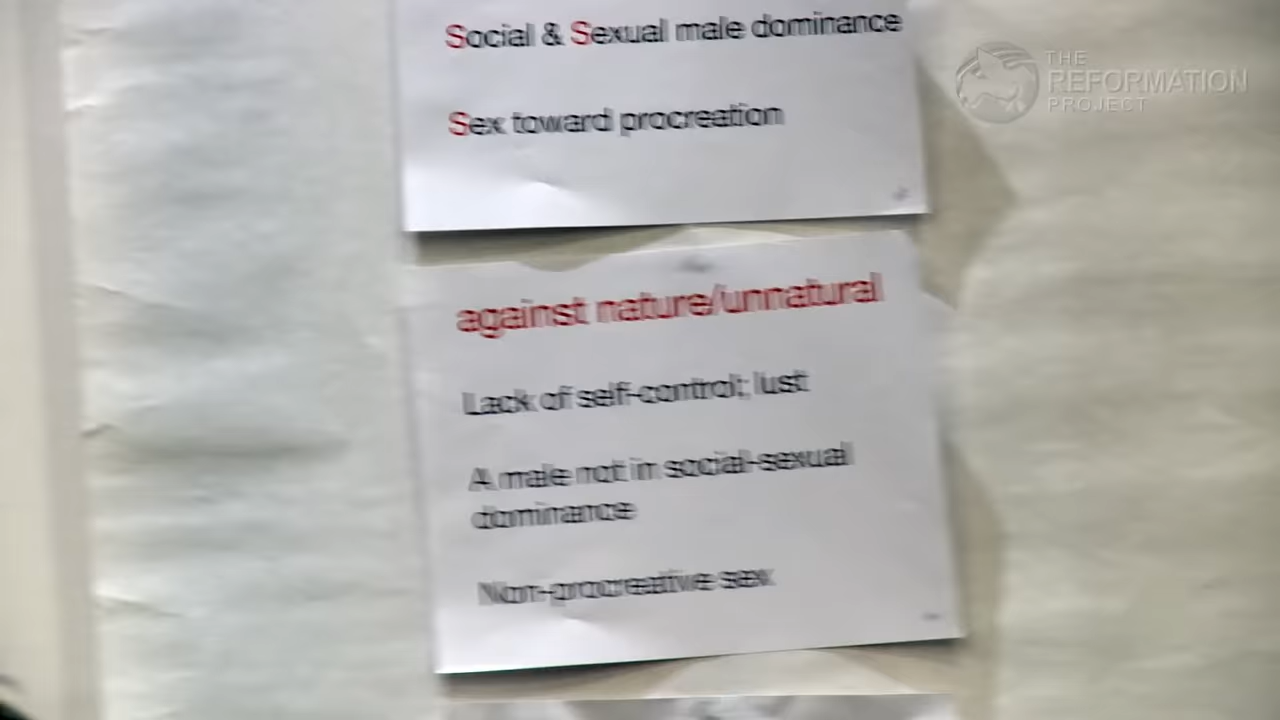 Social & Sexual male dominance
THE
REFORMATION
PROJECT
Sex toward procreation
against nature/unnatural
Lack of self-control; lust
A male not in social-sexual
dominance
Non-procreative sex